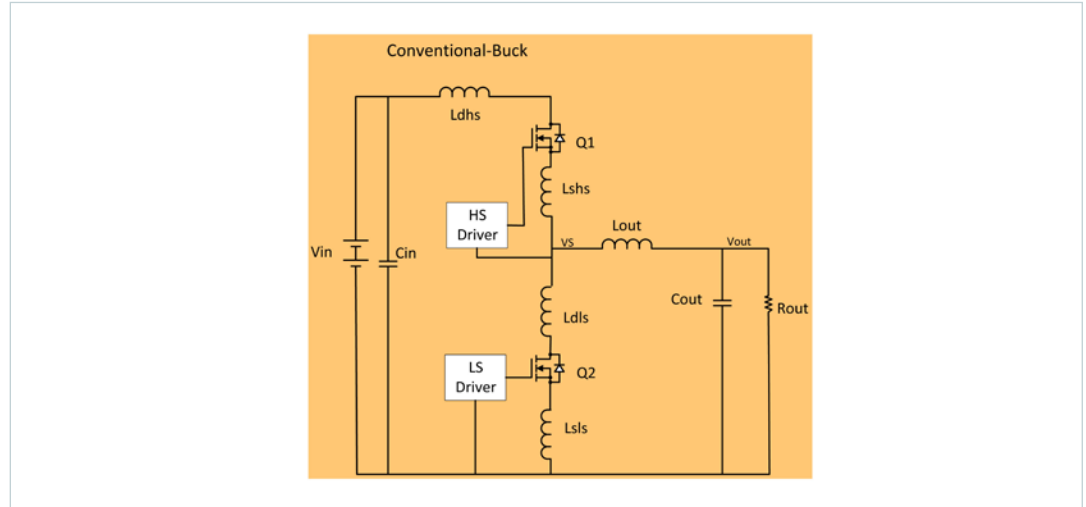 Conventional-Buck
Ldhs
Q1
Lshs
HS
Driver
Lout
VS
Vout
Vin
Cin
Cout
Rout
Ldls
LS
Driver
Q2
Lsls